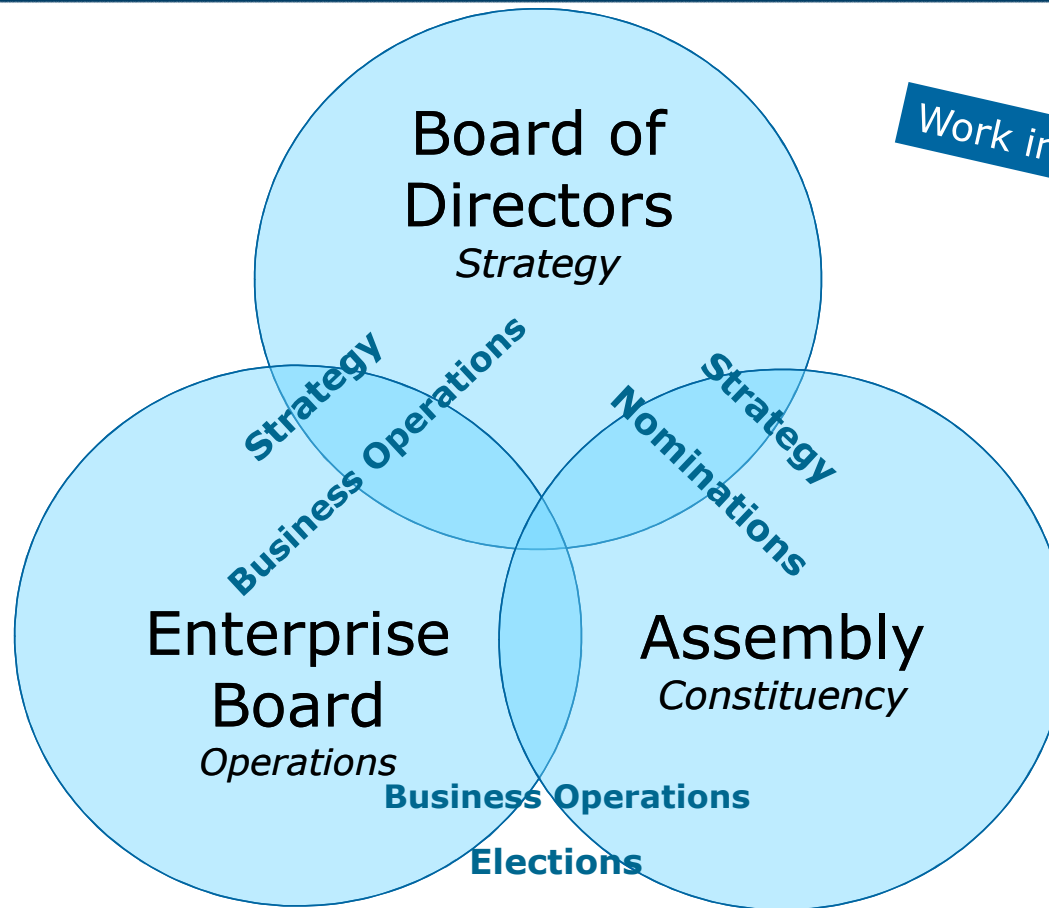 Work in
Board of
Directors
Strategy
Strategy
Business Operations
Strategy
Nominations
Enterprise
Board
Operations
Assembly
Constituency
Business Operations
Elections